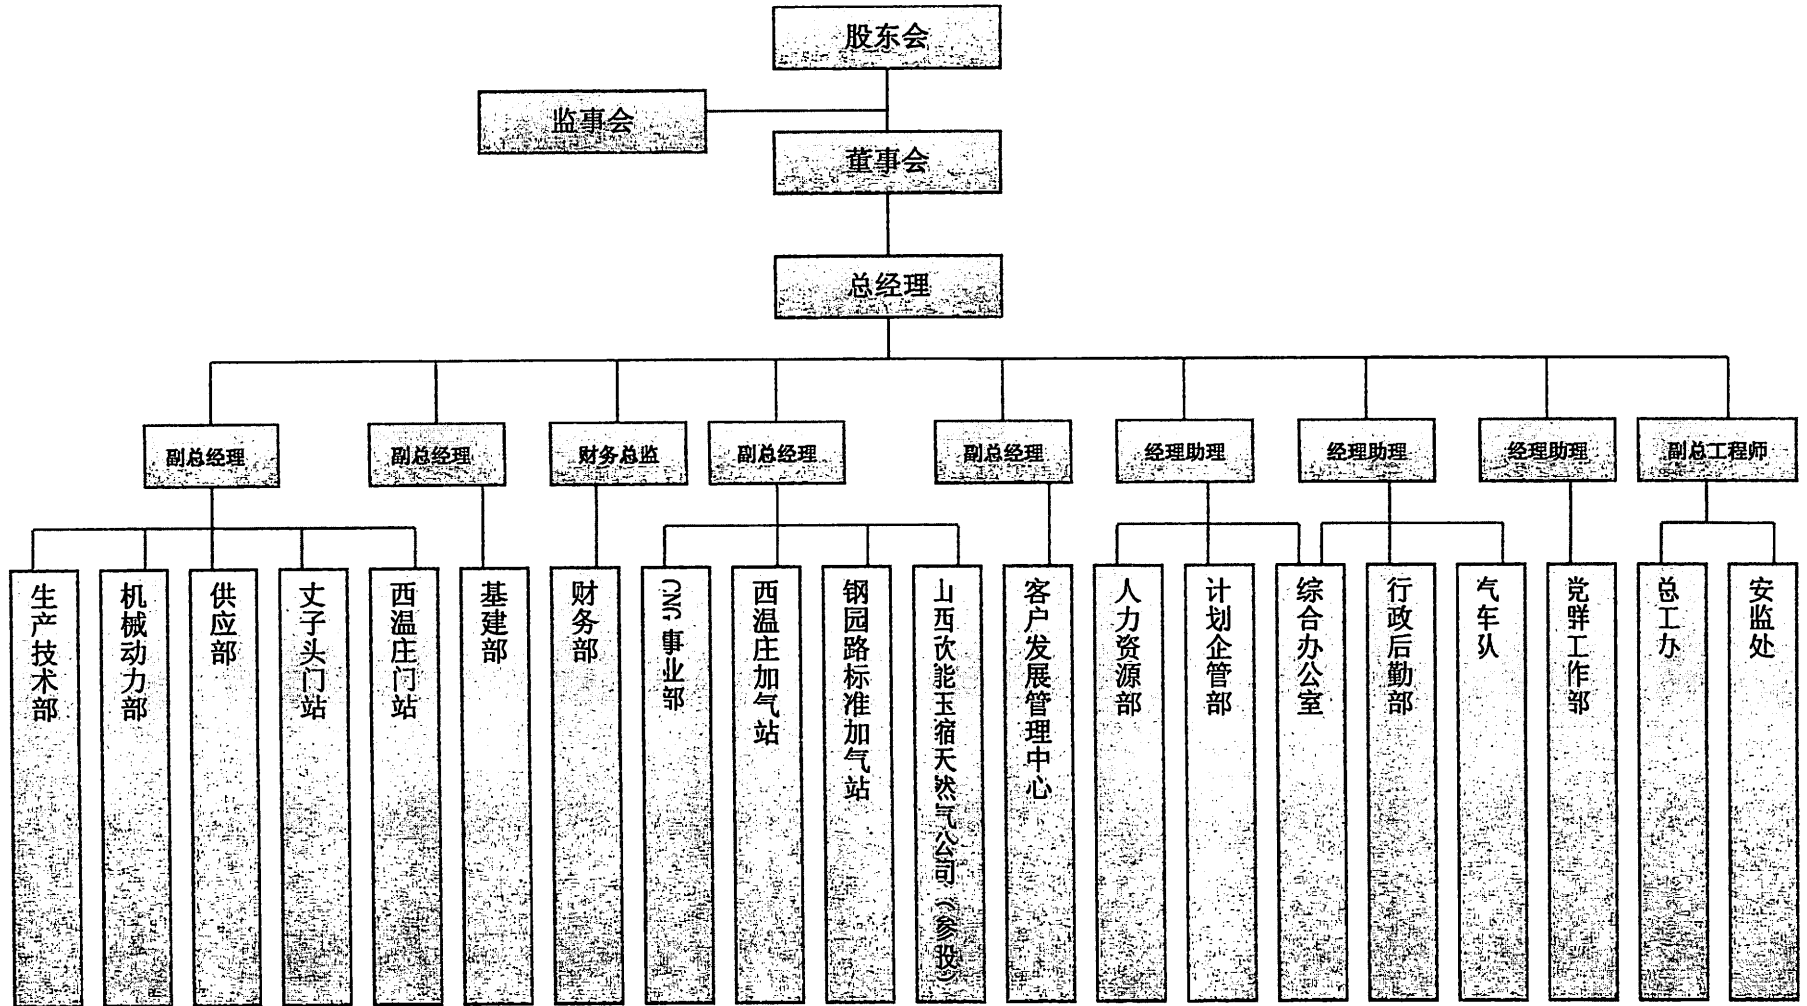 股东会
监事会
董事会
总经理
副总经理
副总经理
财务总监
副总经理
副总经理
经理助理
经理助理
经理助理
副总工程师
生产技术部
机械动力部
供应部
丈子头门站
西温庄门站
基建部
财务部
CNG事业部
西温庄加气站
钢园路标准加气站
山西欣能玉宿天然气公司（参股）
客户发展管理中心
人力资源部
计划企管部
综合办公室
行政后勤部
汽车队
党群工作部
总工办
安监处